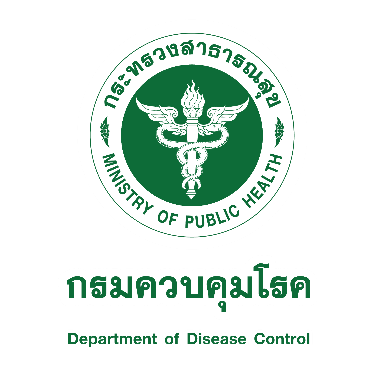 กระทรวงสาธารณสุข
MINISTRY OF PUBLIC HEALTH
กรมควบคุมโรค
Department of Disease Control